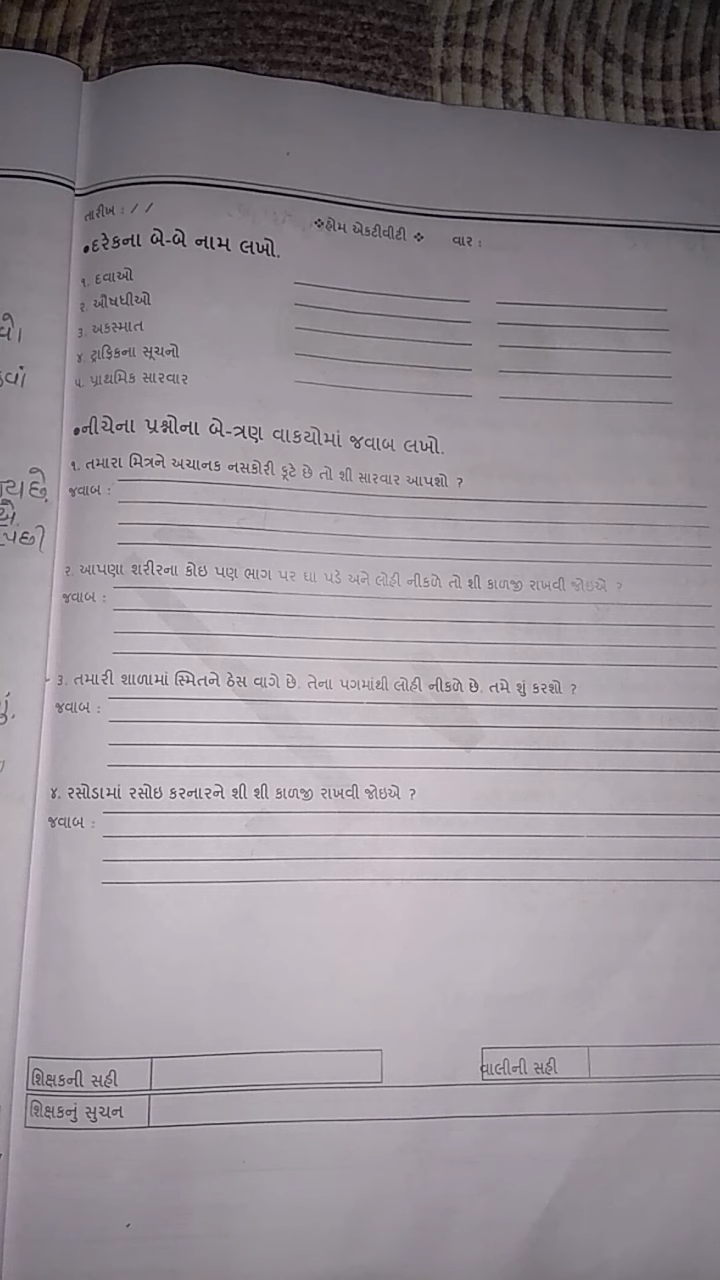 તારીખ : / /
❖હોમ એકટીવીટી ❖ વાર :
•દરેકના બે-બે નામ લખો.
૧. દવાઓ
૨. ઔષધીઓ
૩. અકસ્માત
૪. ટ્રાફિકના સૂચનો
૫. પ્રાથમિક સારવાર
•નીચેના પ્રશ્નોના બે-ત્રણ વાકયોમાં જવાબ લખો.
૧. તમારા મિત્રને અચાનક નસકોરી ફૂટે છે તો શી સારવાર આપશો ?
જવાબ :
૨. આપણા શરીરના કોઇ પણ ભાગ પર ઘા પડે અને લોહી નીકળે તો શી કાળજી રાખવી જોઇએ ?
જવાબ :
૩. તમારી શાળામાં સ્મિતને ઠેસ વાગે છે. તેના પગમાંથી લોહી નીકળે છે. તમે શું કરશો ?
જવાબ :
૪. રસોડામાં રસોઇ કરનારને શી શી કાળજી રાખવી જોઇએ ?
જવાબ :
શિક્ષકની સહી
વાલીની સહી
શિક્ષકનું સુચન